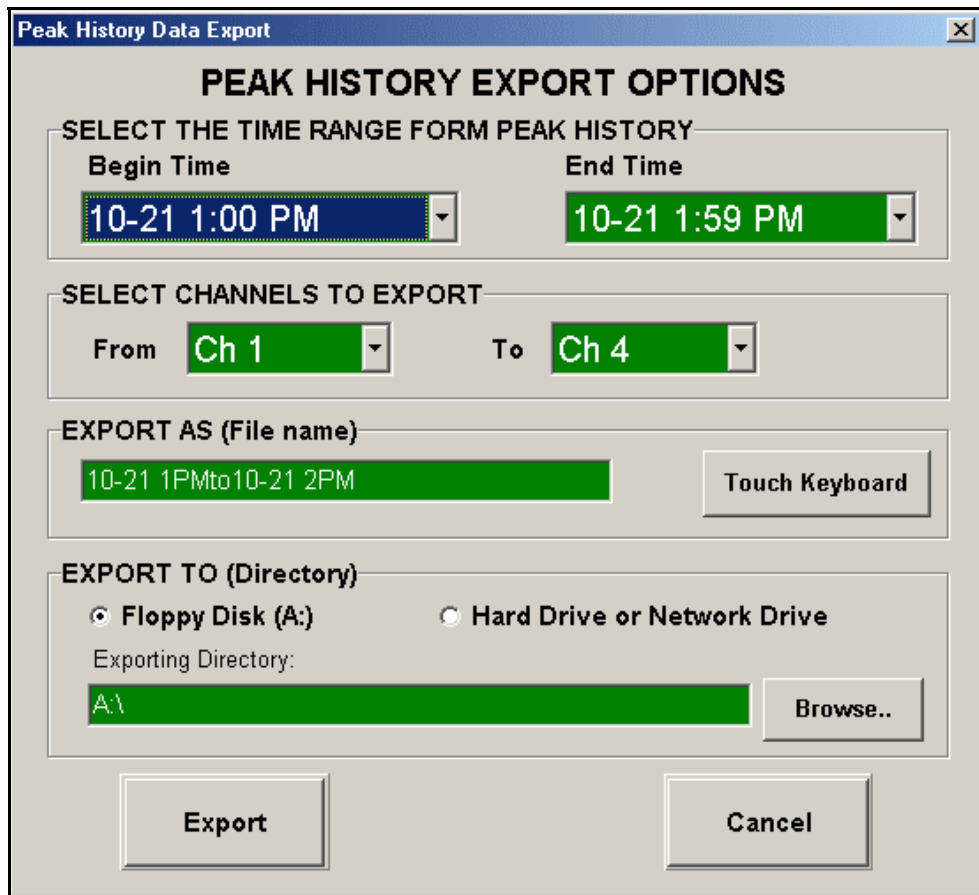 Peak History Data Export
PEAK HISTORY EXPORT OPTIONS
SELECT THE TIME RANGE FORM PEAK HISTORY
Begin Time End Time
10-21 1:00 PM 10-21 1:59 PM
SELECT CHANNELS TO EXPORT
From Ch 1 To Ch 4
EXPORT AS (File name)
10-21 1PMto10-21 2PM Touch Keyboard
EXPORT TO (Directory)
Floppy Disk (A:) Hard Drive or Network Drive
Exporting Directory:
A:\ Browse..
Export Cancel